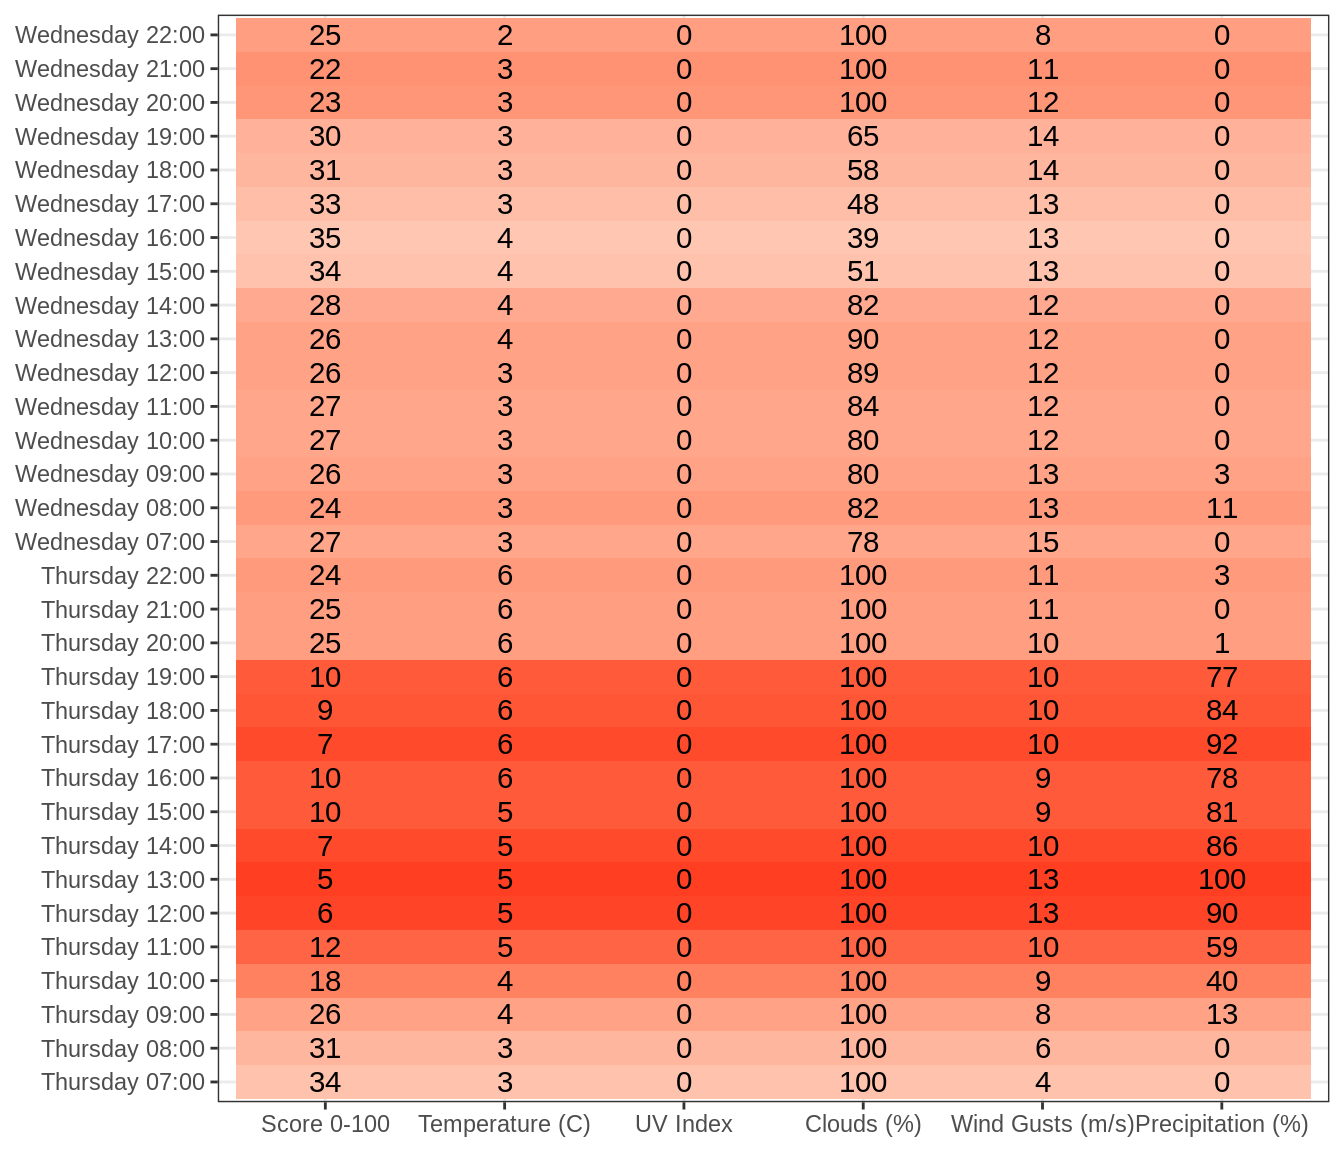 Wednesday 22:00 25 2 0 100 8 0
Wednesday 21:00 22 3 0 100 11 0
Wednesday 20:00 23 3 0 100 12 0
Wednesday 19:00 30 3 0 65 14 0
Wednesday 18:00 31 3 0 58 14 0
Wednesday 17:00 33 3 0 48 13 0
Wednesday 16:00 35 4 0 39 13 0
Wednesday 15:00 34 4 0 51 13 0
Wednesday 14:00 28 4 0 82 12 0
Wednesday 13:00 26 4 0 90 12 0
Wednesday 12:00 26 3 0 89 12 0
Wednesday 11:00 27 3 0 84 12 0
Wednesday 10:00 27 3 0 80 12 0
Wednesday 09:00 26 3 0 80 13 3
Wednesday 08:00 24 3 0 82 13 11
Wednesday 07:00 27 3 0 78 15 0
Thursday 22:00 24 6 0 100 11 3
Thursday 21:00 25 6 0 100 11 0
Thursday 20:00 25 6 0 100 10 1
Thursday 19:00 10 6 0 100 10 77
Thursday 18:00 9 6 0 100 10 84
Thursday 17:00 7 6 0 100 10 92
Thursday 16:00 10 6 0 100 9 78
Thursday 15:00 10 5 0 100 9 81
Thursday 14:00 7 5 0 100 10 86
Thursday 13:00 5 5 0 100 13 100
Thursday 12:00 6 5 0 100 13 90
Thursday 11:00 12 5 0 100 10 59
Thursday 10:00 18 4 0 100 9 40
Thursday 09:00 26 4 0 100 8 13
Thursday 08:00 31 3 0 100 6 0
Thursday 07:00 34 3 0 100 4 0
Score 0-100 Temperature (C) UV Index Clouds (%) Wind Gusts (m/s) Precipitation (%)